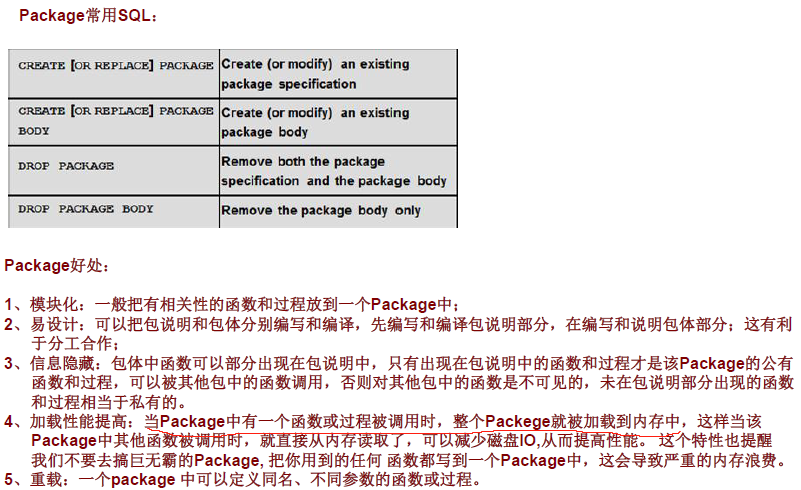 Package常用SQL：
CREATE [OR REPLACE] PACKAGE Create (or modify) an existing
package specification
CREATE [OR REPLACE] PACKAGE Create (or modify) an existing
BODY package body
DROP PACKAGE Remove both the package
specification and the package body
DROP PACKAGE BODY Remove the package body only
Package好处：
1、模块化：一般把有相关性的函数和过程放到一个Package中；
2、易设计：可以把包说明和包体分别编写和编译，先编写和编译包说明部分，在编写和说明包体部分；这有利
于分工合作；
3、信息隐藏：包体中函数可以部分出现在包说明中，只有出现在包说明中的函数和过程才是该Package的公有
函数和过程，可以被其他包中的函数调用，否则对其他包中的函数是不可见的，未在包说明部分出现的函数
和过程相当于私有的。
4、加载性能提高：当Package中有一个函数或过程被调用时，整个Packege就被加载到内存中，这样当该
Package中其他函数被调用时，就直接从内存读取了，可以减少磁盘IO,从而提高性能。 这个特性也提醒
我们不要去搞巨无霸的Package, 把你用到的任何 函数都写到一个Package中，这会导致严重的内存浪费。
5、重载：一个package 中可以定义同名、不同参数的函数或过程。